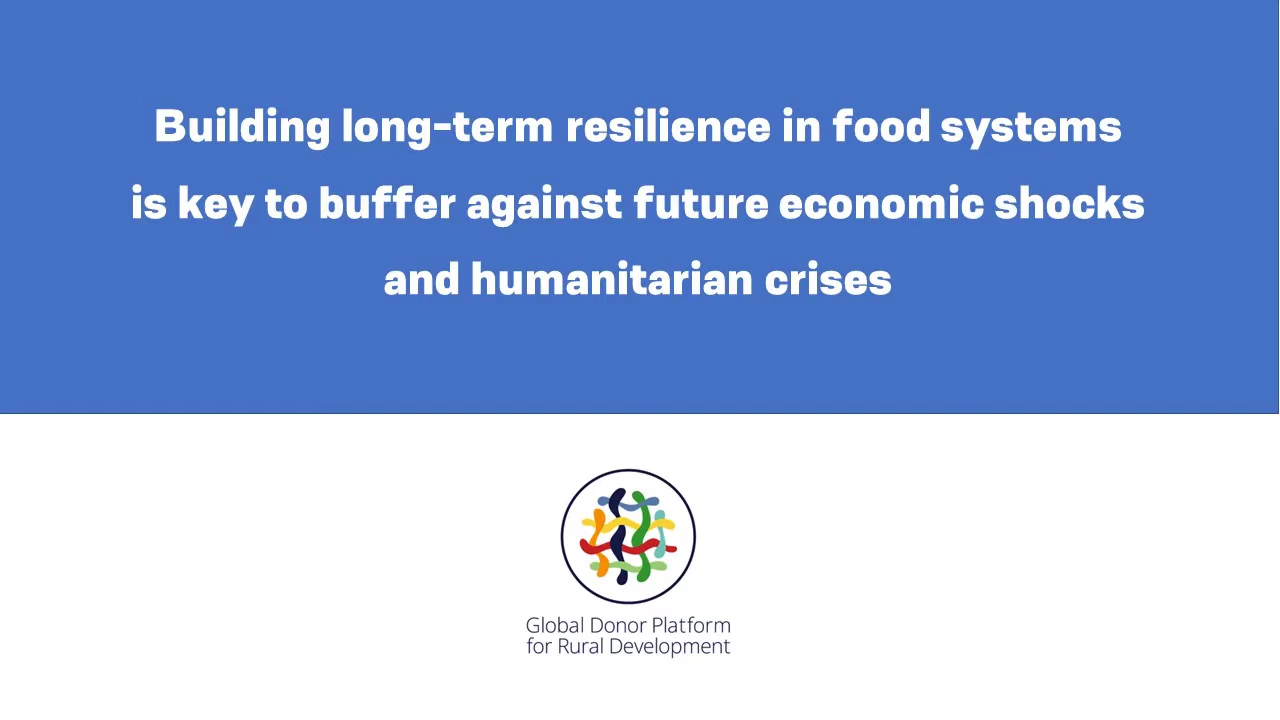 Building long-term resilience in food systems
is key to buffer against future economic shocks
and humanitarian crises
Global Donor Platform
for Rural Development